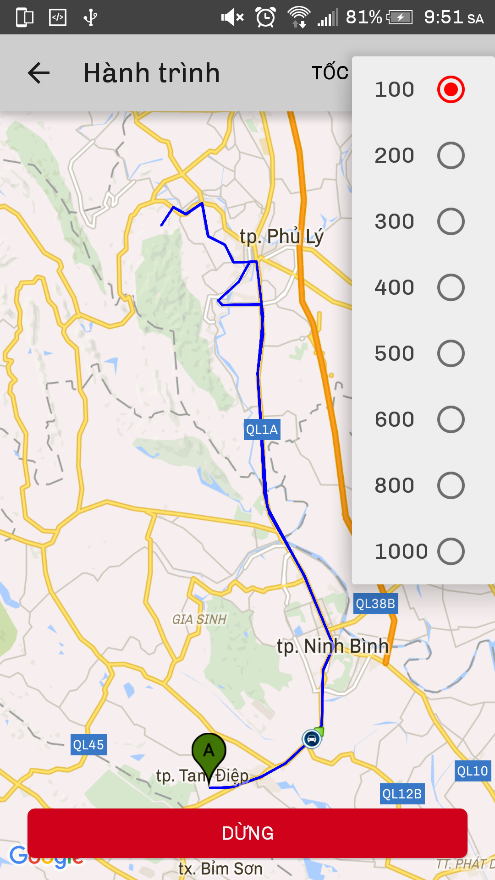 81% 9:51 SA
Hành trình
TỐC
100
200
300
400
500
600
800
1000
tp. Phủ Lý
QL1A
QL38B
GIA SINH
tp. Ninh Bình
QL45
A
tp. Tam Điệp
QL10
QL12B
DỪNG
Google
TT. PHÁT D
tx. Bỉm Sơn